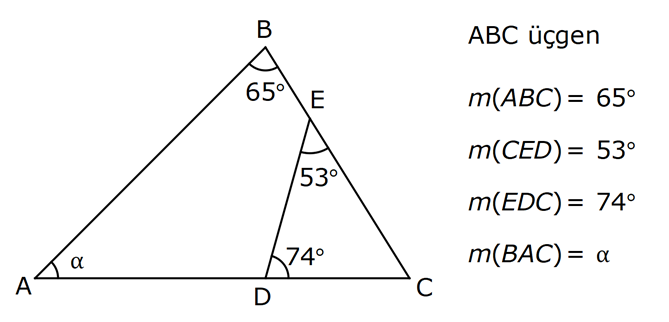 B
ABC üçgen
65°
E
m(ABC) = 65°
53°
m(CED) = 53°
74°
m(EDC) = 74°
α
m(BAC) = α
A
D
C